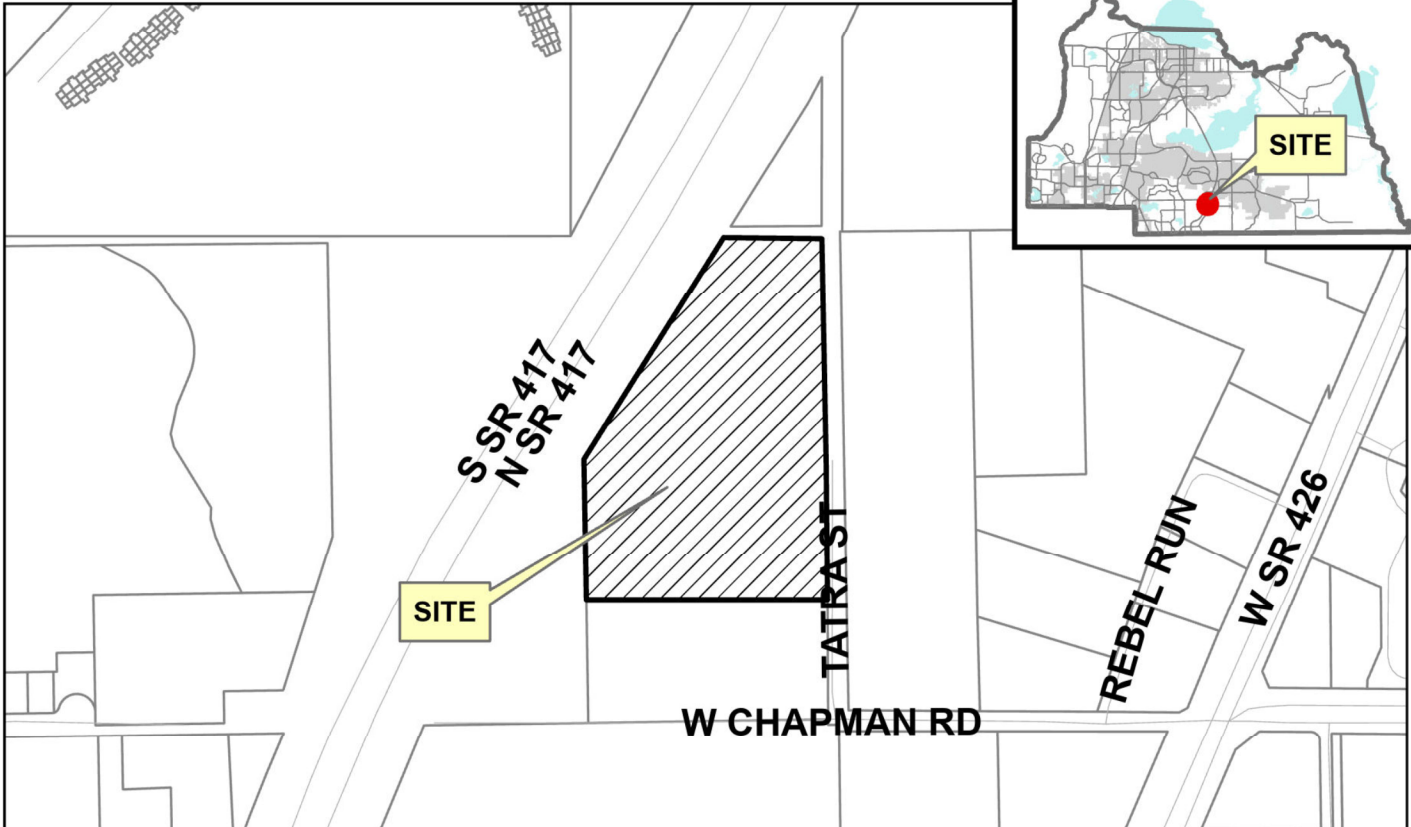 SITE
S SR 417
N SR 417
SITE
TATRA ST
REBEL RUN
W SR 426
W CHAPMAN RD